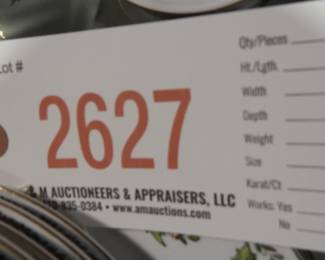 Lot #
2627
& M AUCTIONEERS & APPRAISERS, LLC
-835-0384 • www.amauctions.com
Qty/Pieces
Ht./Lgth.
Width
Depth
Weight
Size
Karat/Ct
Works: Yes
No